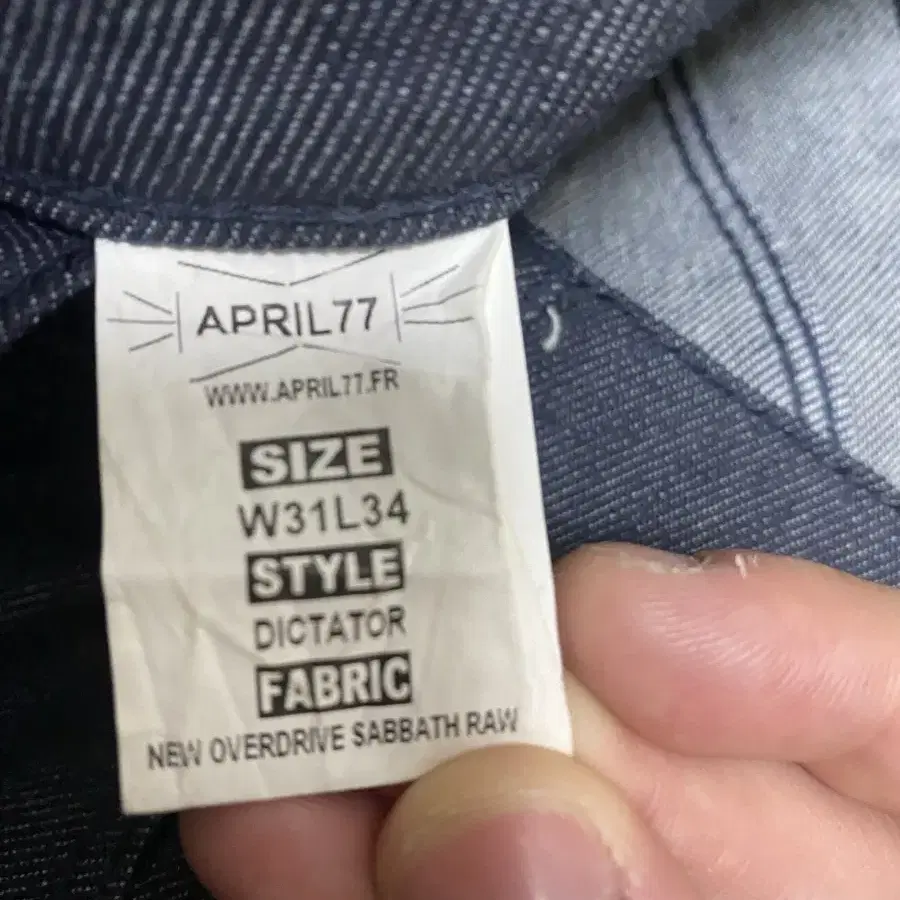 APRIL77
WWW.APRIL77.FR
SIZE
W31L34
STYLE
DICTATOR
FABRIC
NEW OVERDRIVE SABBATH RAW